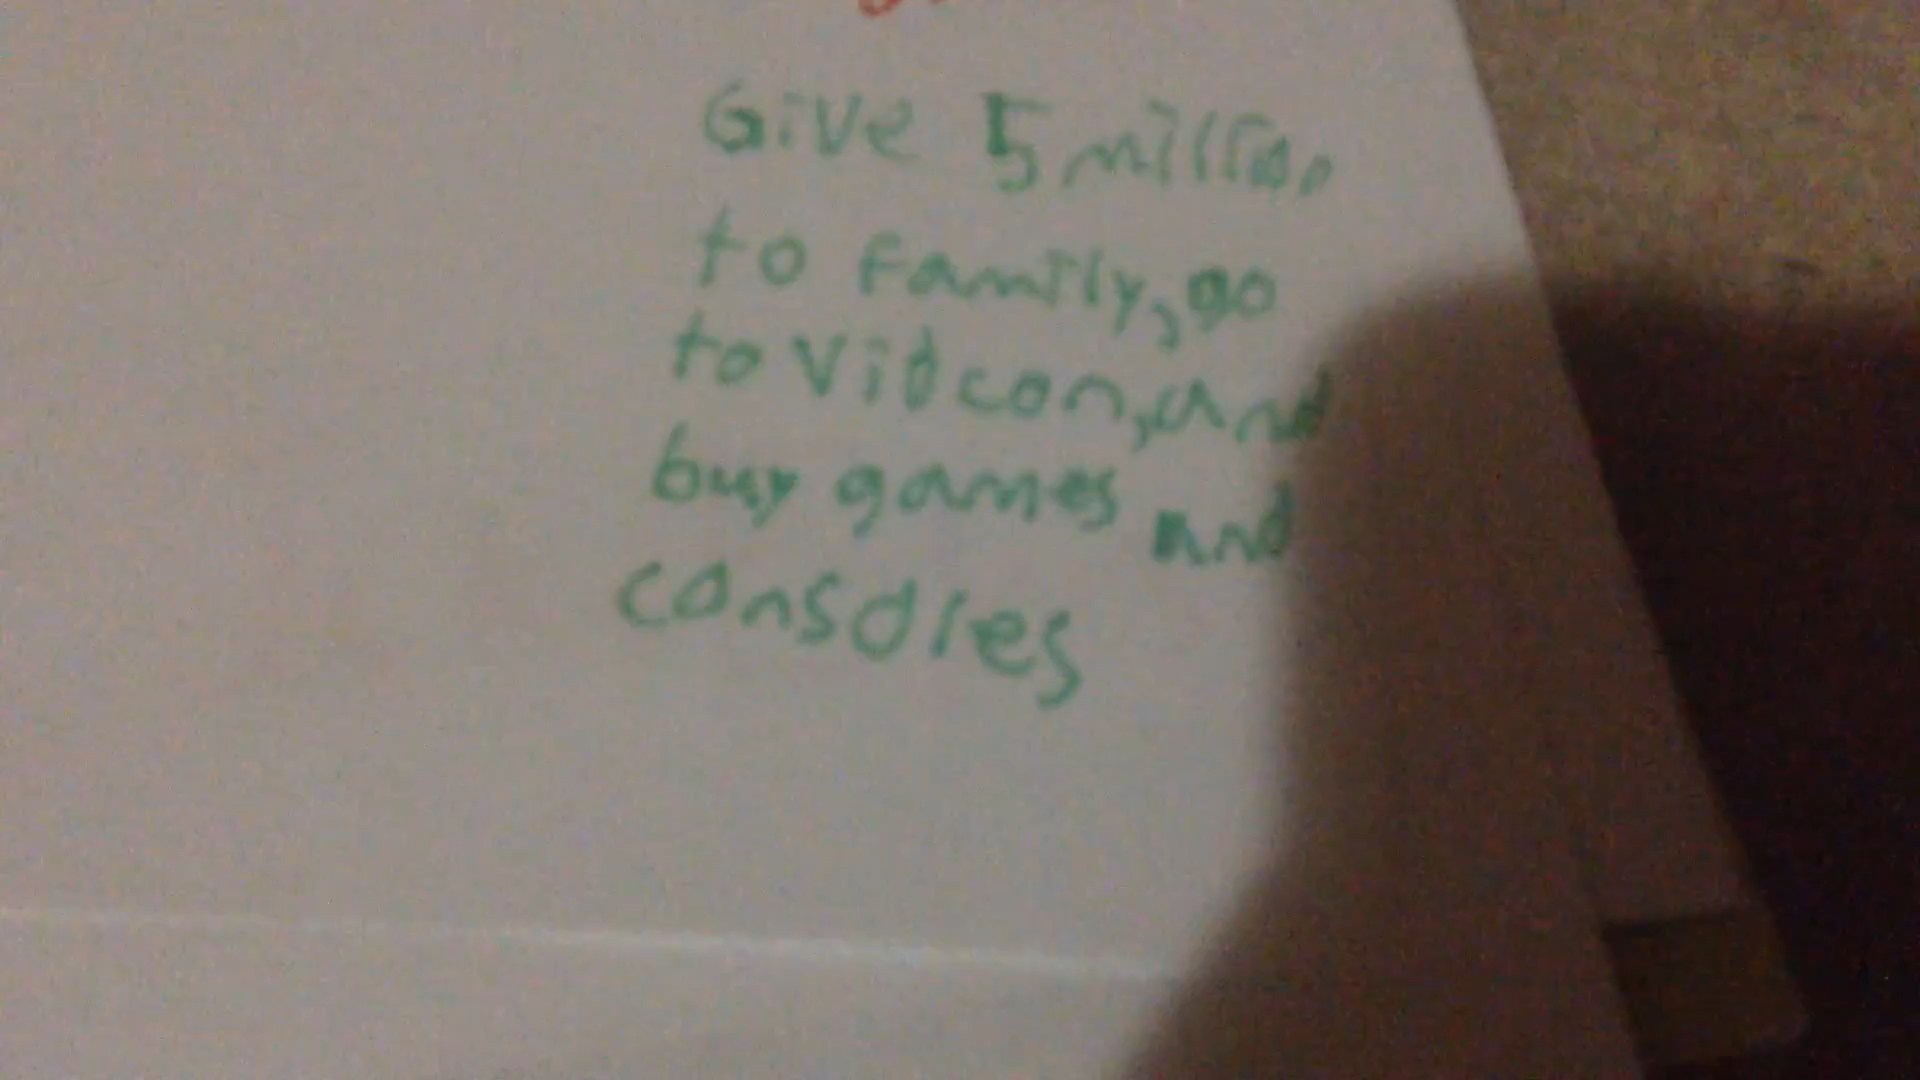 Give 5 million
to Family, go
to Vidcon, and
buy games and
consoles